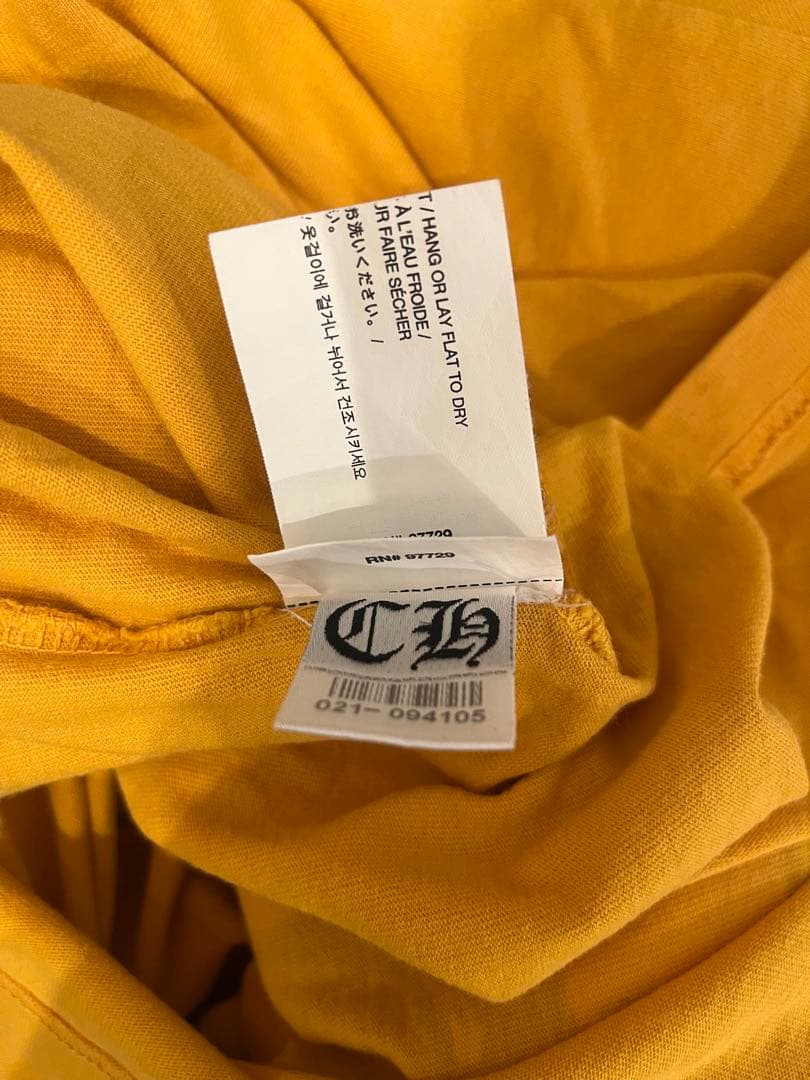 / HANG OR LAY FLAT TO DRY
À L'EAU FROIDE /
FAIRE SÉCHER
お洗いください。 /
い。
/ 옷걸이에 걸거나 뉘어서 건조시키세요
RN# 97729
CH
021- 094105